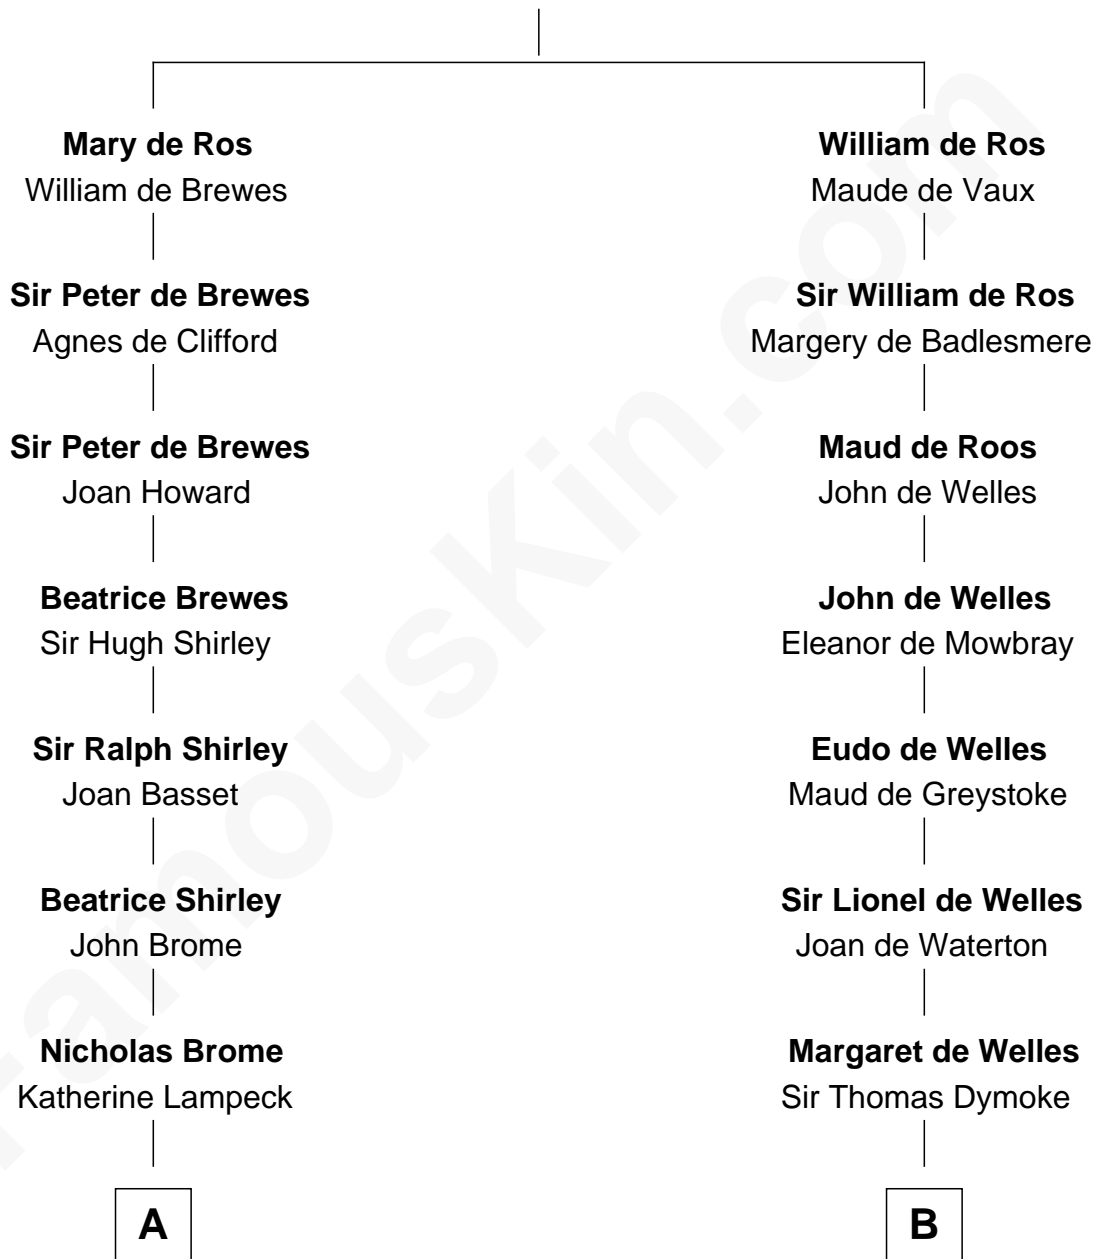 Mary de Ros
William de Brewes
Sir Peter de Brewes
Agnes de Clifford
Sir Peter de Brewes
Joan Howard
Beatrice Brewes
Sir Hugh Shirley
Sir Ralph Shirley
Joan Basset
Beatrice Shirley
John Brome
Nicholas Brome
Katherine Lampeck
A
William de Ros
Maude de Vaux
Sir William de Ros
Margery de Badlesmere
Maud de Roos
John de Welles
John de Welles
Eleanor de Mowbray
Eudo de Welles
Maud de Greystoke
Sir Lionel de Welles
Joan de Waterton
Margaret de Welles
Sir Thomas Dymoke
B
FamousKin.com